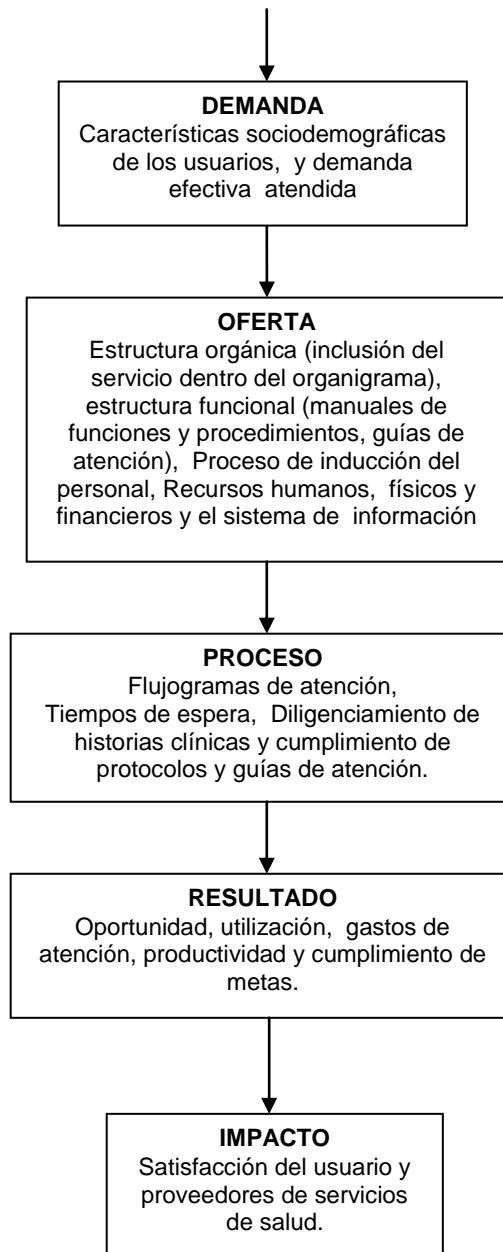 DEMANDA
Características sociodemográficas
de los usuarios, y demanda
efectiva atendida
OFERTA
Estructura orgánica (inclusión del
servicio dentro del organigrama),
estructura funcional (manuales de
funciones y procedimientos, guías de
atención), Proceso de inducción del
personal, Recursos humanos, físicos y
financieros y el sistema de información
PROCESO
Flujogramas de atención,
Tiempos de espera, Diligenciamiento de
historias clínicas y cumplimiento de
protocolos y guías de atención.
RESULTADO
Oportunidad, utilización, gastos de
atención, productividad y cumplimiento de
metas.
IMPACTO
Satisfacción del usuario y
proveedores de servicios
de salud.